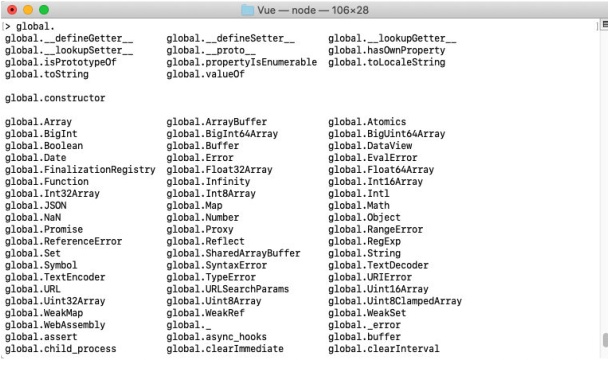 Vue — node — 106×28
> global.
global.__defineGetter__ global.__defineSetter__ global.__lookupGetter__
global.__lookupSetter__ global.__proto__ global.hasOwnProperty
global.isPrototypeOf global.propertyIsEnumerable global.toLocaleString
global.toString global.valueOf
global.constructor
global.Array global.ArrayBuffer global.Atomics
global.BigInt global.BigInt64Array global.BigUint64Array
global.Boolean global.Buffer global.DataView
global.Date global.Error global.EvalError
global.FinalizationRegistry global.Float32Array global.Float64Array
global.Function global.Infinity global.Int16Array
global.Int32Array global.Int8Array global.Intl
global.JSON global.Map global.Math
global.NaN global.Number global.Object
global.Promise global.Proxy global.RangeError
global.ReferenceError global.Reflect global.RegExp
global.Set global.SharedArrayBuffer global.String
global.Symbol global.SyntaxError global.TextDecoder
global.TextEncoder global.TypeError global.URIError
global.URL global.URLSearchParams global.Uint16Array
global.Uint32Array global.Uint8Array global.Uint8ClampedArray
global.WeakMap global.WeakRef global.WeakSet
global.WebAssembly global._ global._error
global.assert global.async_hooks global.buffer
global.child_process global.clearImmediate global.clearInterval